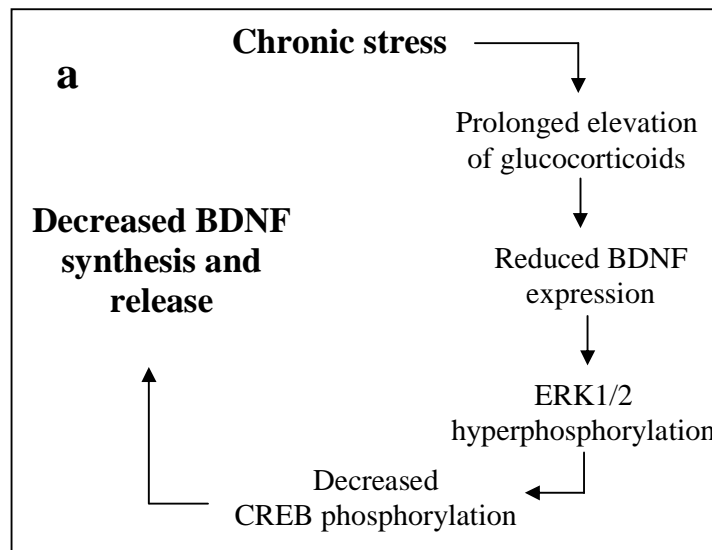 Chronic stress
a
Prolonged elevation
of glucocorticoids
Reduced BDNF
expression
ERK1/2
hyperphosphorylation
Decreased
CREB phosphorylation
Decreased BDNF
synthesis and
release